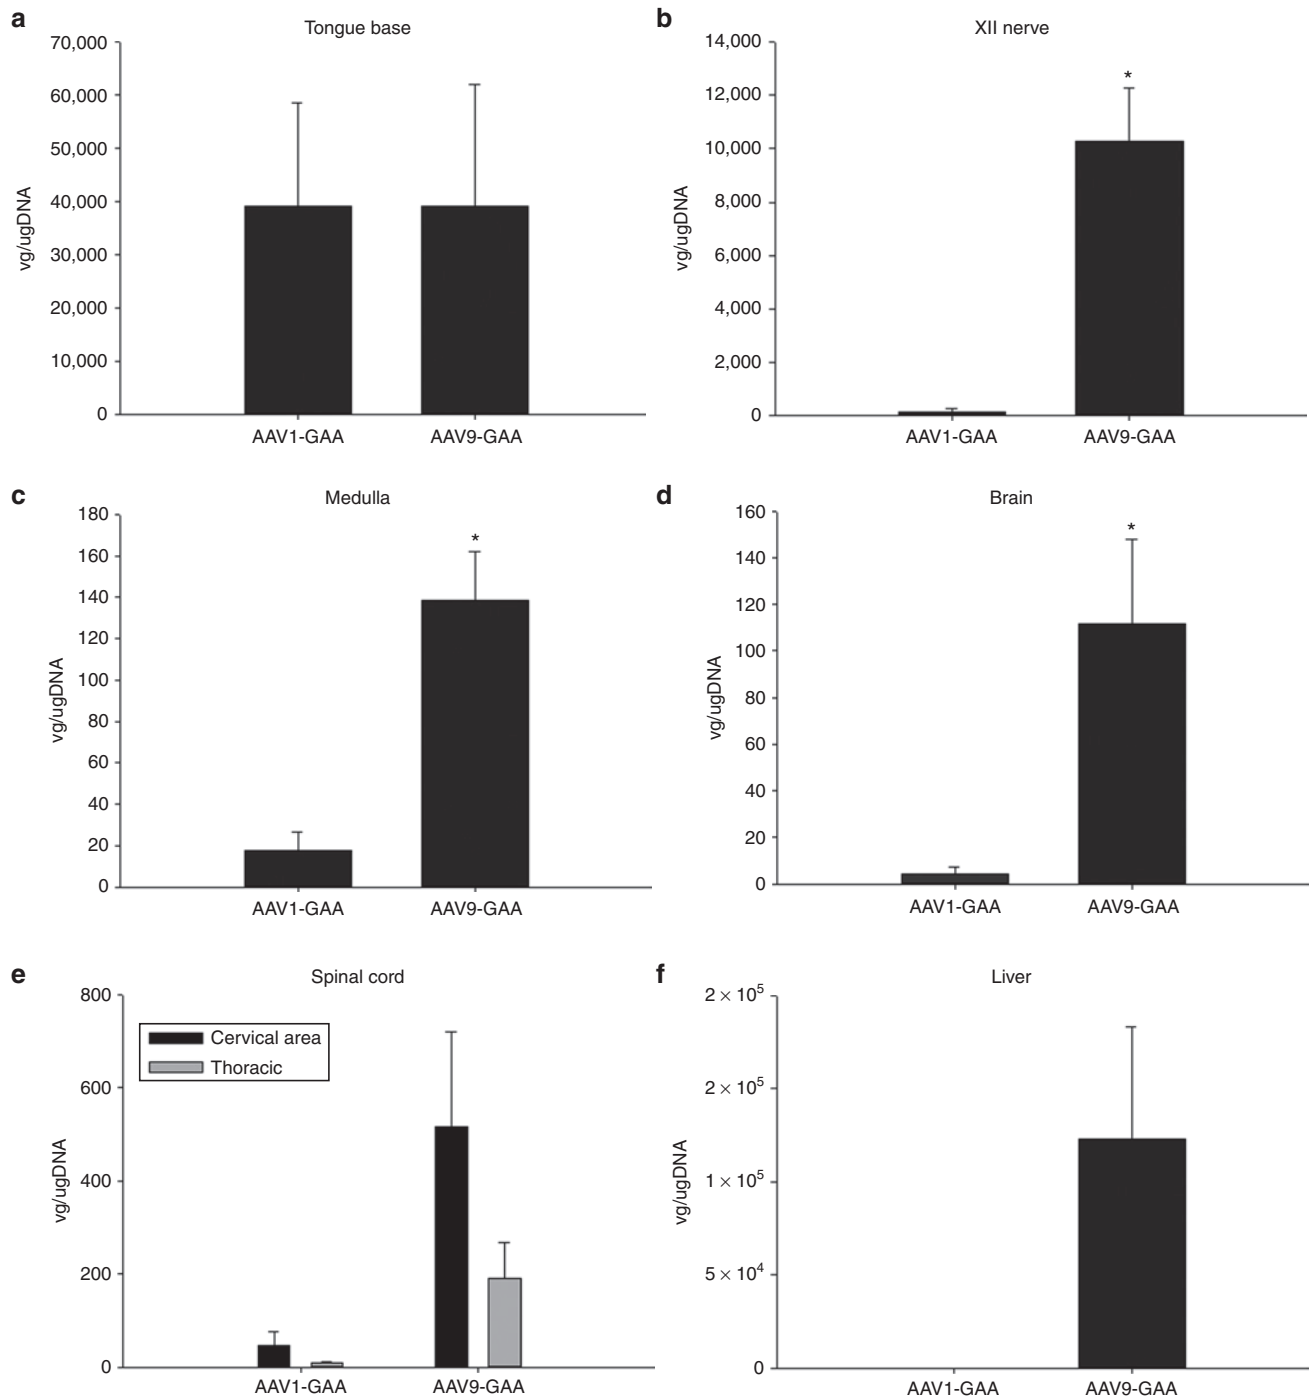 a
Tongue base
70,000
60,000
50,000
40,000
30,000
20,000
10,000
0
vg/ugDNA
AAV1-GAA AAV9-GAA
b
XII nerve
14,000
12,000
10,000
8,000
6,000
4,000
2,000
0
vg/ugDNA
*
AAV1-GAA AAV9-GAA
c
Medulla
180
160
140
120
100
80
60
40
20
0
vg/ugDNA
*
AAV1-GAA AAV9-GAA
d
Brain
160
140
120
100
80
60
40
20
0
vg/ugDNA
*
AAV1-GAA AAV9-GAA
e
Spinal cord
800
600
400
200
0
vg/ugDNA
Cervical area
Thoracic
AAV1-GAA AAV9-GAA
f
Liver
2 × 10⁵
2 × 10⁵
1 × 10⁵
5 × 10⁴
0
vg/ugDNA
AAV1-GAA AAV9-GAA